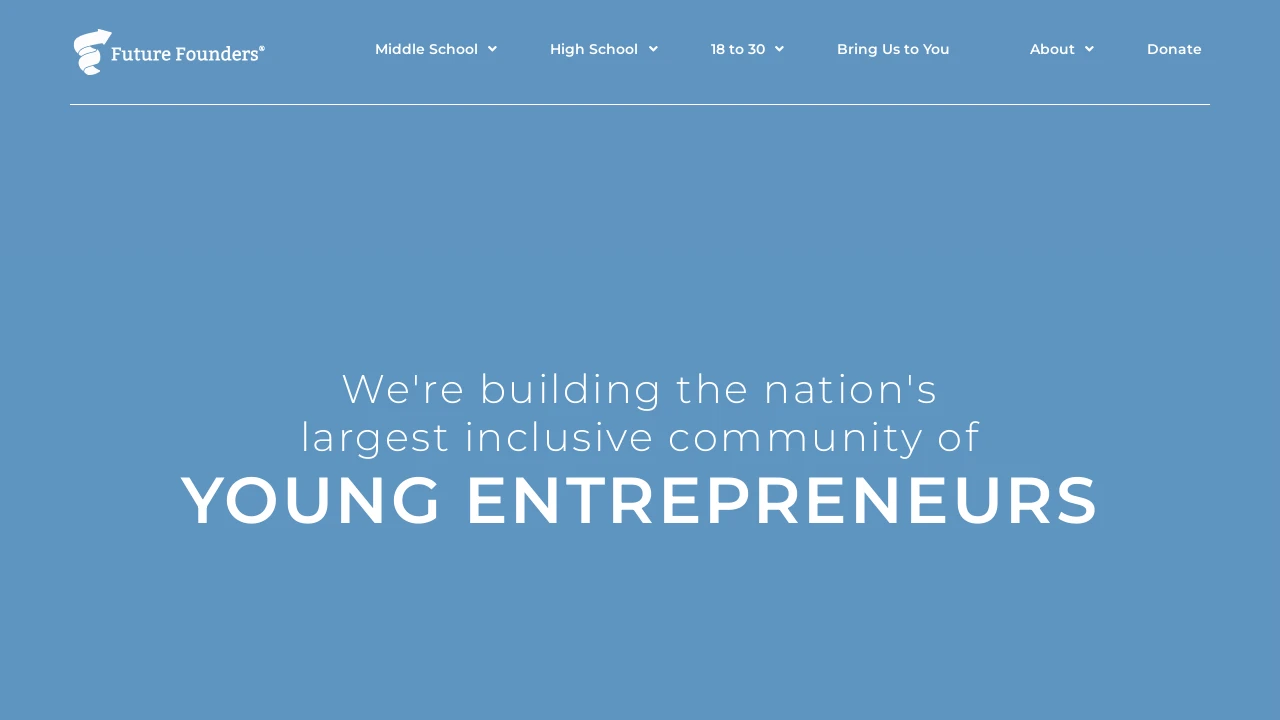 Future Founders®
Middle School
High School
18 to 30
Bring Us to You
About
Donate
We're building the nation's
largest inclusive community of
YOUNG ENTREPRENEURS